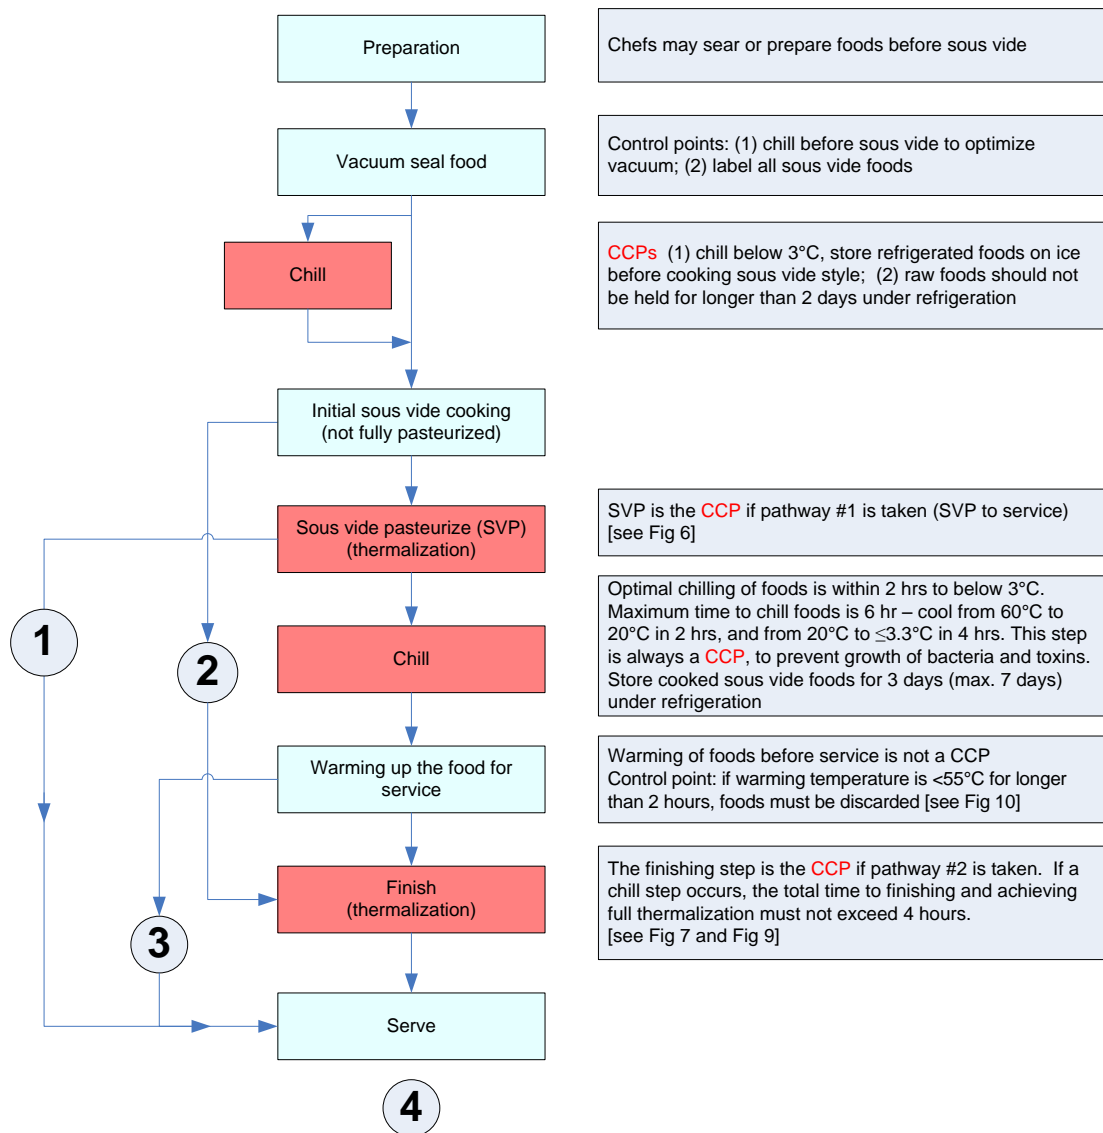 Preparation
Chefs may sear or prepare foods before sous vide
Vacuum seal food
Control points: (1) chill before sous vide to optimize
vacuum; (2) label all sous vide foods
Chill
CCPs (1) chill below 3°C, store refrigerated foods on ice
before cooking sous vide style; (2) raw foods should not
be held for longer than 2 days under refrigeration
Initial sous vide cooking
(not fully pasteurized)
Sous vide pasteurize (SVP)
(thermalization)
SVP is the CCP if pathway #1 is taken (SVP to service)
[see Fig 6]
1
2
Chill
Optimal chilling of foods is within 2 hrs to below 3°C.
Maximum time to chill foods is 6 hr – cool from 60°C to
20°C in 2 hrs, and from 20°C to ≤3.3°C in 4 hrs. This step
is always a CCP, to prevent growth of bacteria and toxins.
Store cooked sous vide foods for 3 days (max. 7 days)
under refrigeration
Warming up the food for
service
Warming of foods before service is not a CCP
Control point: if warming temperature is <55°C for longer
than 2 hours, foods must be discarded [see Fig 10]
Finish
(thermalization)
The finishing step is the CCP if pathway #2 is taken. If a
chill step occurs, the total time to finishing and achieving
full thermalization must not exceed 4 hours.
[see Fig 7 and Fig 9]
3
Serve
4